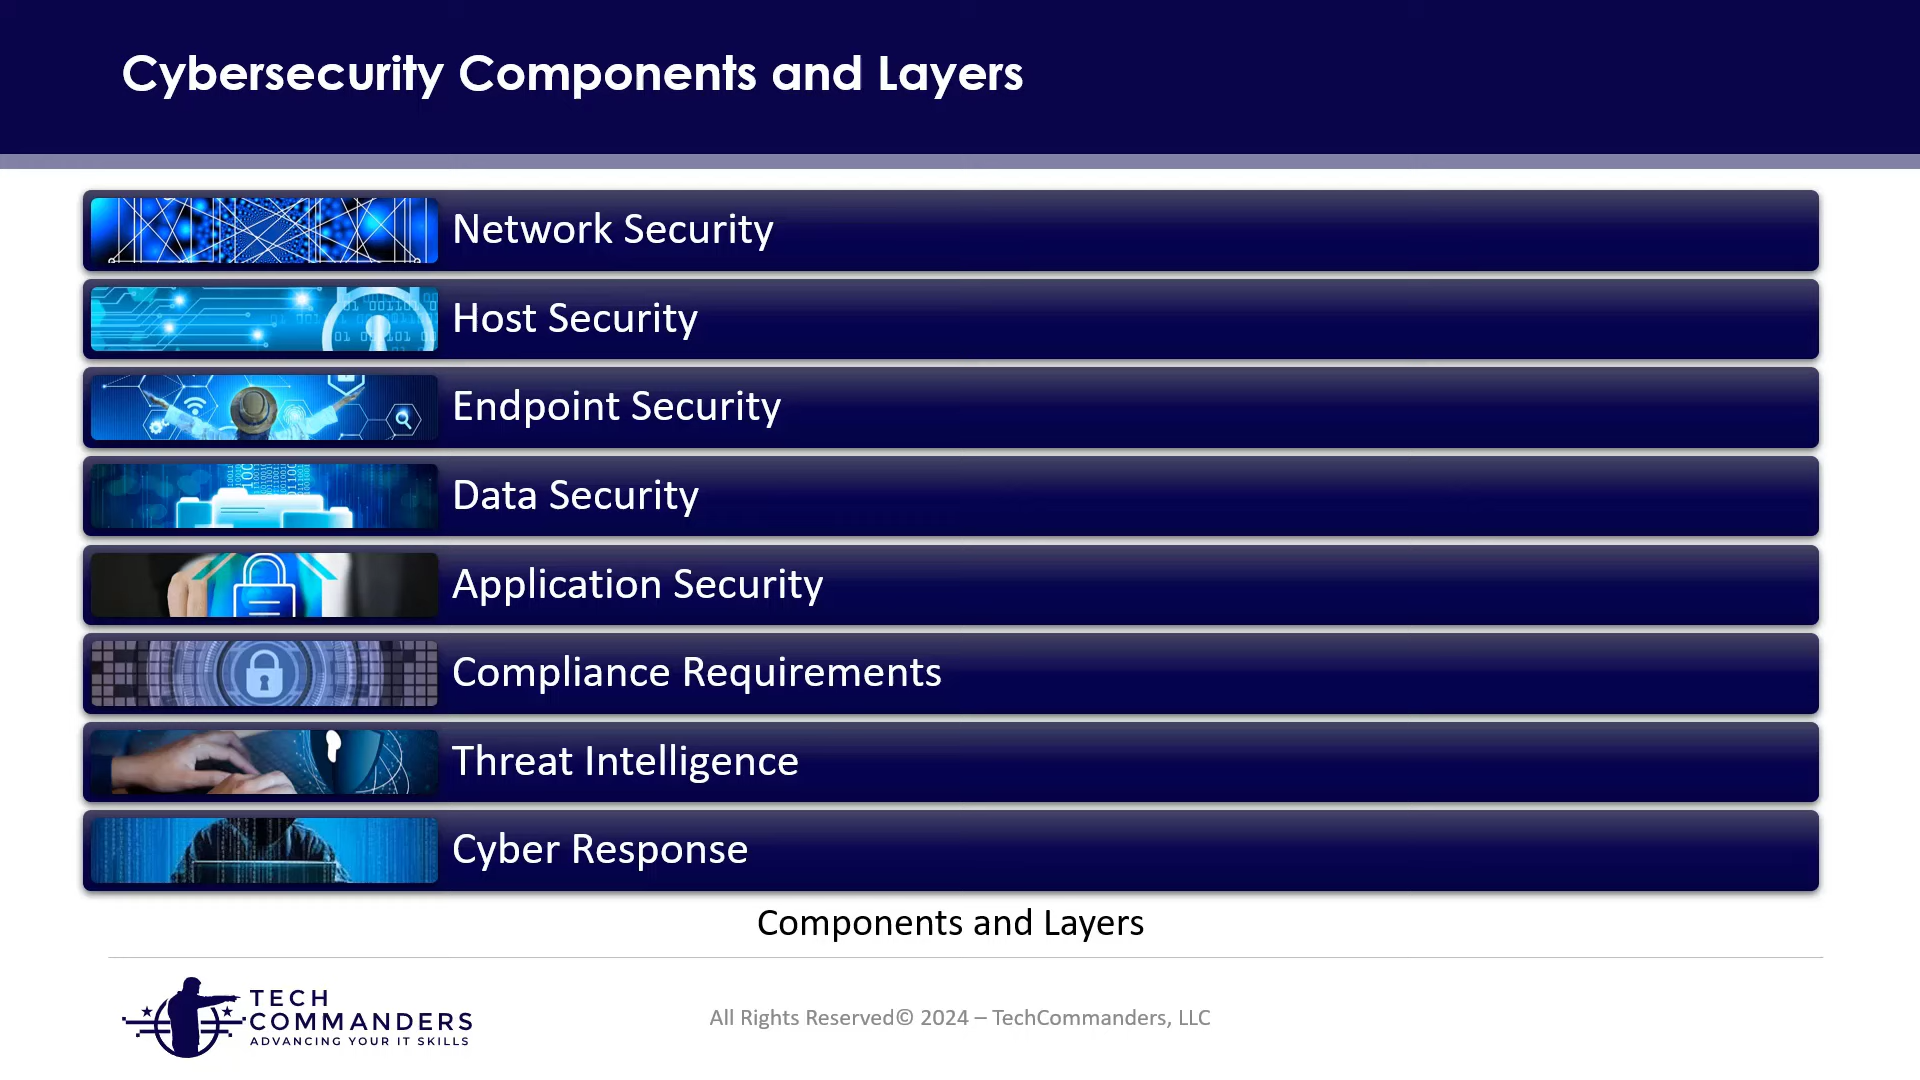 Cybersecurity Components and Layers
Network Security
Host Security
Endpoint Security
Data Security
Application Security
Compliance Requirements
Threat Intelligence
Cyber Response
Components and Layers
TECH
COMMANDERS
ADVANCING YOUR IT SKILLS
All Rights Reserved© 2024 – TechCommanders, LLC